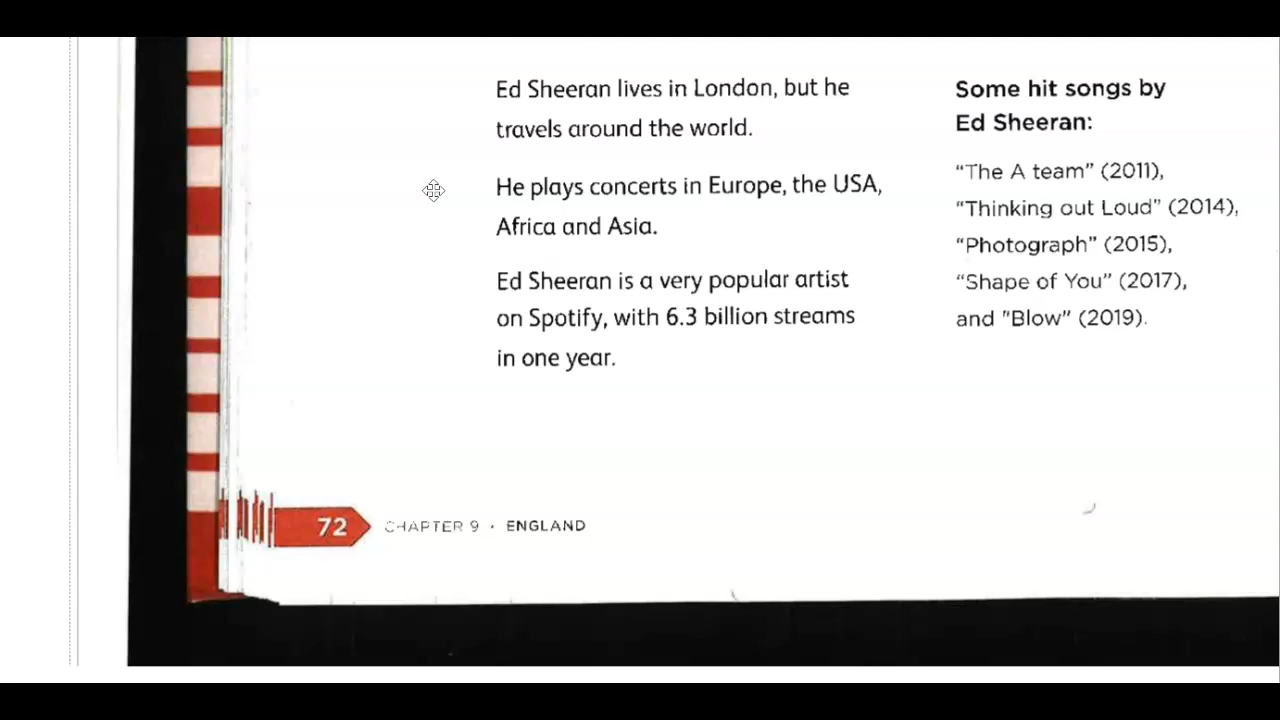 Ed Sheeran lives in London, but he
travels around the world.
He plays concerts in Europe, the USA,
Africa and Asia.
Ed Sheeran is a very popular artist
on Spotify, with 6.3 billion streams
in one year.
Some hit songs by
Ed Sheeran:
“The A team” (2011),
“Thinking out Loud” (2014),
“Photograph” (2015),
“Shape of You” (2017),
and "Blow" (2019).
72 CHAPTER 9 · ENGLAND